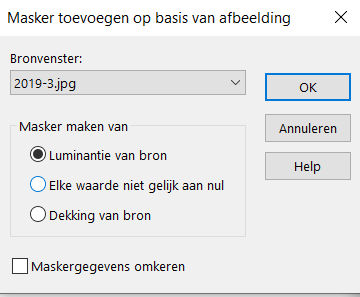 Masker toevoegen op basis van afbeelding
Bronvenster:
2019-3.jpg
OK
Annuleren
Help
Masker maken van
Luminantie van bron
Elke waarde niet gelijk aan nul
Dekking van bron
Maskergegevens omkeren